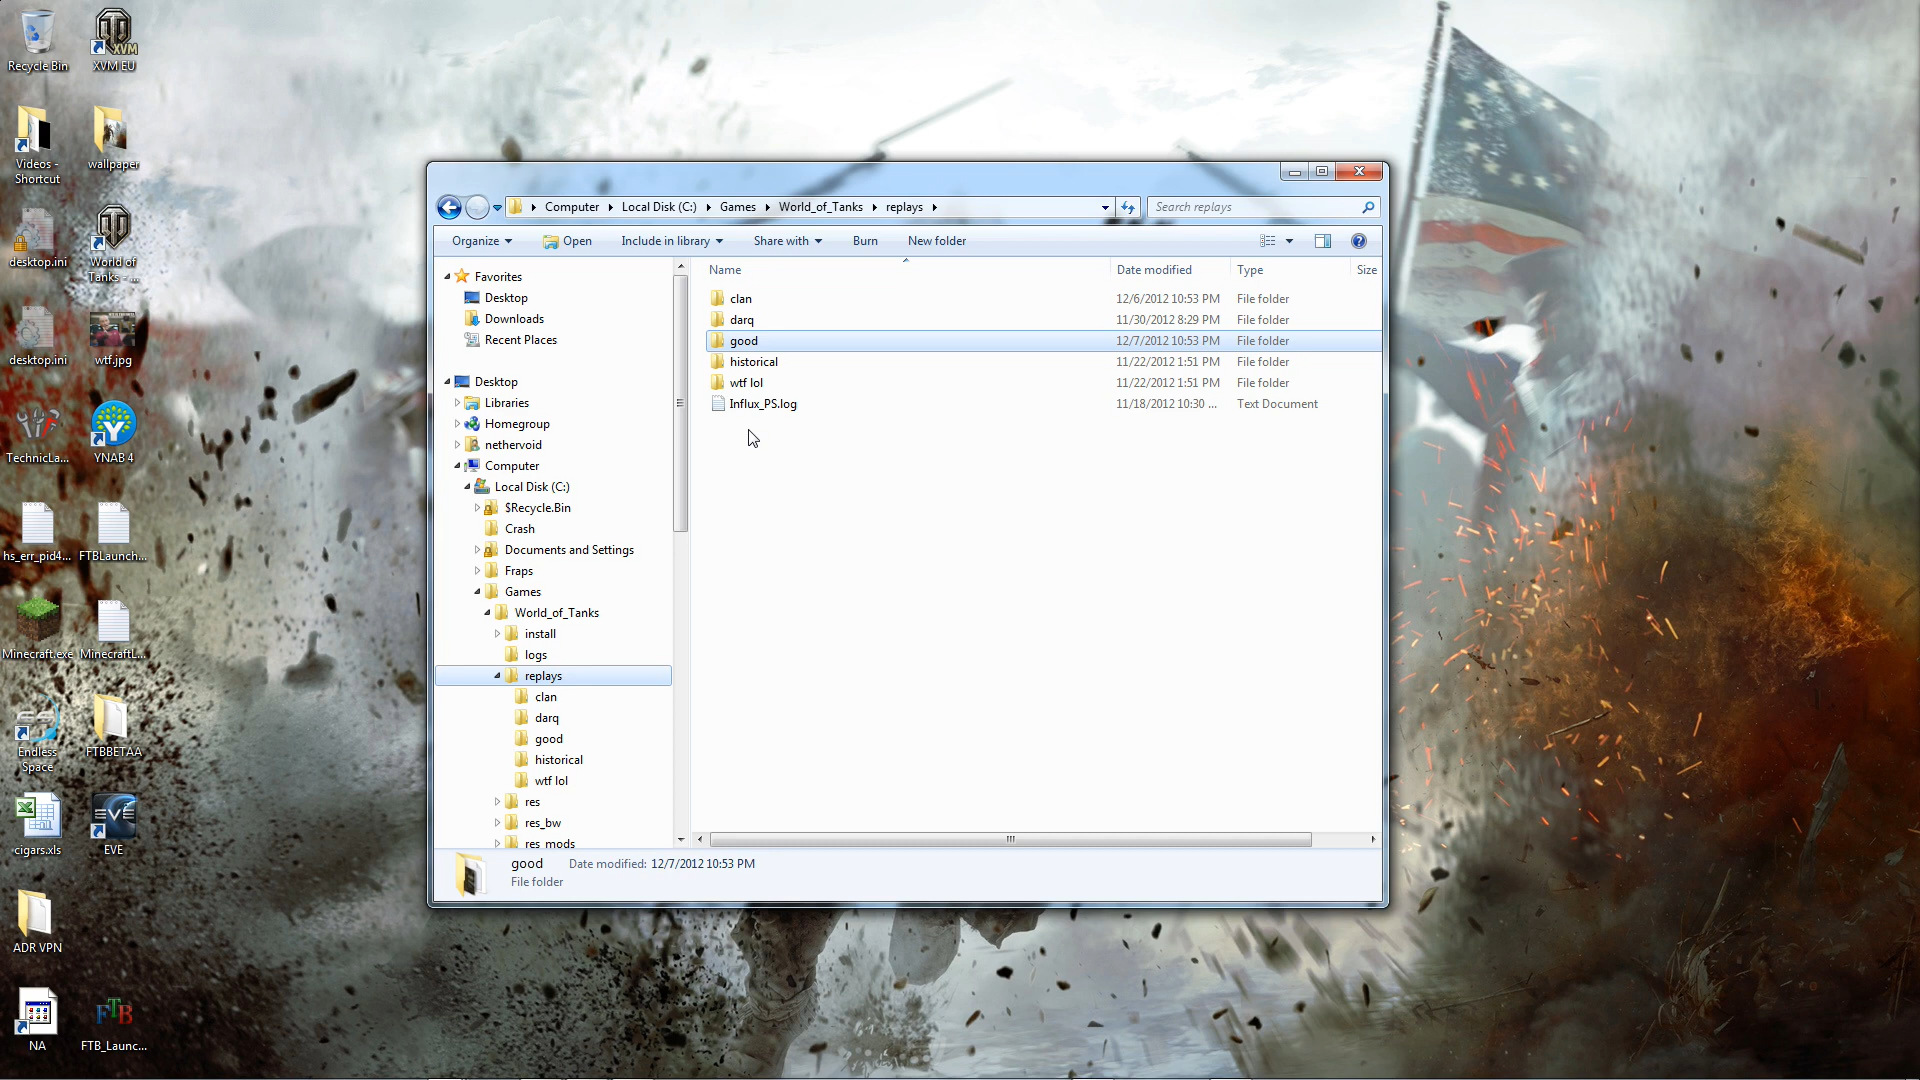 Recycle Bin
XVM
XVM EU
Videos -
Shortcut
wallpaper
desktop.ini
World of
Tanks - ...
desktop.ini
wtf.jpg
TechnicLa...
YNAB 4
hs_err_pid4...
FTBLaunch...
Minecraft.exe
MinecraftL...
Endless
Space
FTBBETAA
cigars.xls
EVE
EVE
ADR VPN
NA
FTB
FTB_Launc...
Computer
Local Disk (C:)
Games
World_of_Tanks
replays
Search replays
Organize
Open
Include in library
Share with
Burn
New folder
Favorites
Desktop
Downloads
Recent Places
Desktop
Libraries
Homegroup
nethervoid
Computer
Local Disk (C:)
$Recycle.Bin
Crash
Documents and Settings
Fraps
Games
World_of_Tanks
install
logs
replays
clan
darq
good
historical
wtf lol
res
res_bw
res_mods
Name Date modified Type Size
clan 12/6/2012 10:53 PM File folder
darq 11/30/2012 8:29 PM File folder
good 12/7/2012 10:53 PM File folder
historical 11/22/2012 1:51 PM File folder
wtf lol 11/22/2012 1:51 PM File folder
Influx_PS.log 11/18/2012 10:30 ... Text Document
good Date modified: 12/7/2012 10:53 PM
File folder